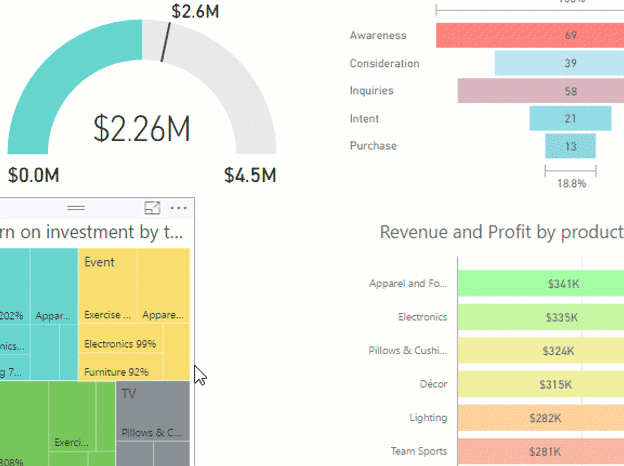 $2.6M
$2.26M
$0.0M
$4.5M
Awareness 69
Consideration 39
Inquiries 58
Intent 21
Purchase 13
18.8%
rn on investment by t...
Event
202%
Appar...
Exercise ...
Appare...
nics...
Electronics 99%
g 7...
Furniture 92%
TV
Pillows & C...
Exerci...
308%
Revenue and Profit by product
Apparel and Fo... $341K
Electronics $335K
Pillows & Cushi... $324K
Décor $315K
Lighting $282K
Team Sports $281K